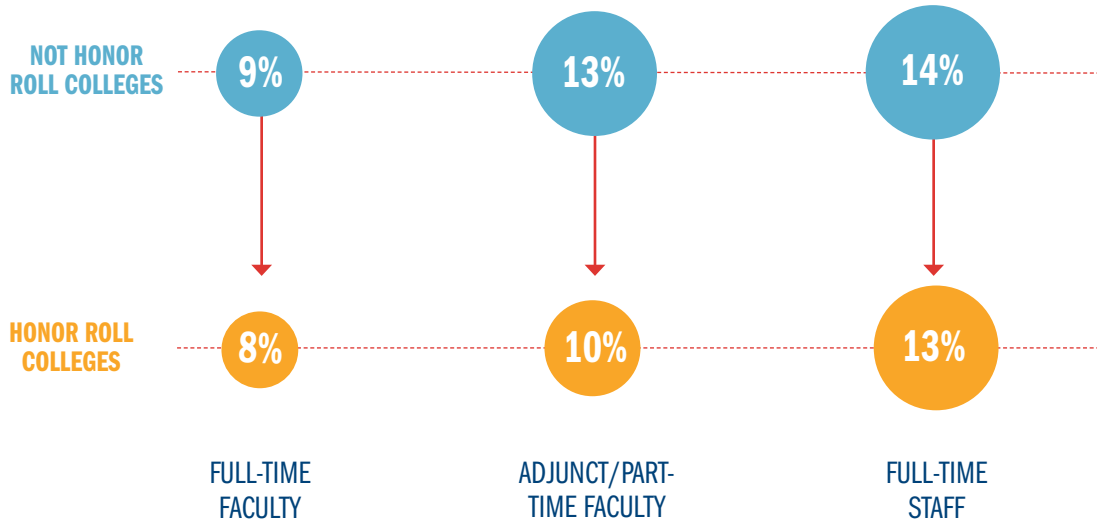 NOT HONOR
ROLL COLLEGES
9%
13%
14%
HONOR ROLL
COLLEGES
8%
10%
13%
FULL-TIME
FACULTY
ADJUNCT/PART-
TIME FACULTY
FULL-TIME
STAFF